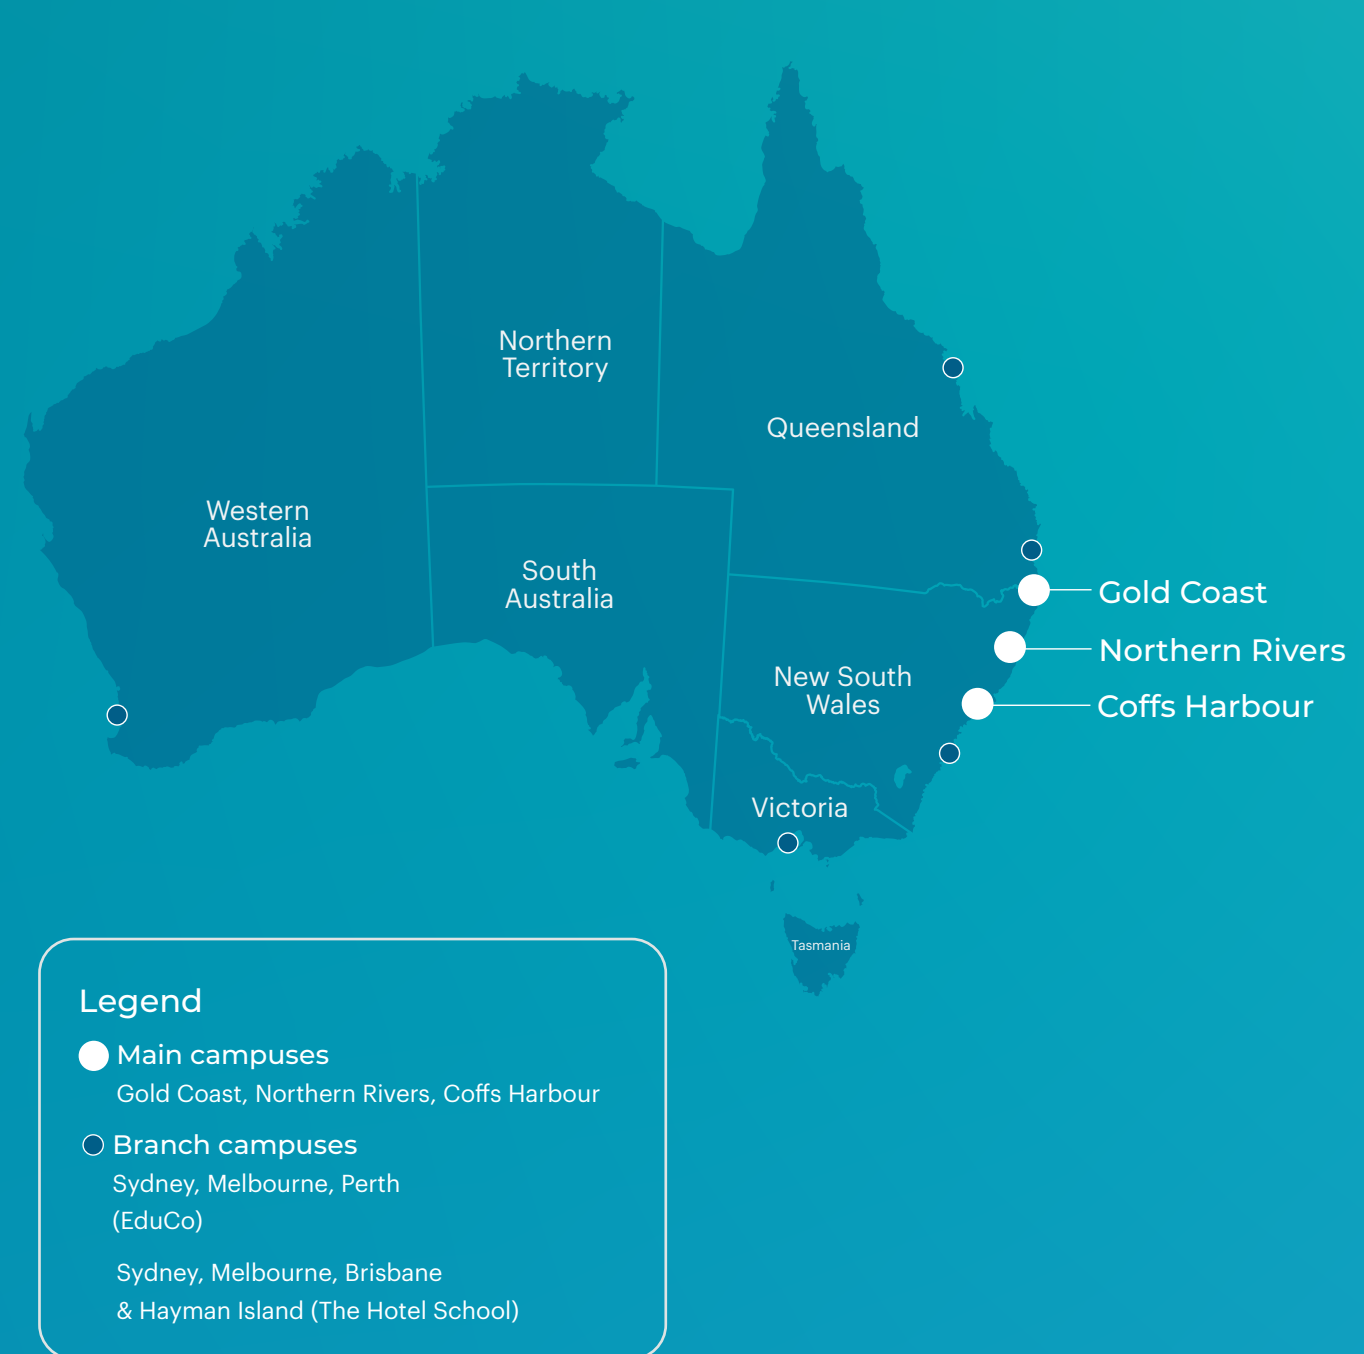 Northern
Territory
Queensland
Western
Australia
South
Australia
Gold Coast
Northern Rivers
New South
Wales
Coffs Harbour
Victoria
Tasmania
Legend
Main campuses
Gold Coast, Northern Rivers, Coffs Harbour
Branch campuses
Sydney, Melbourne, Perth
(EduCo)
Sydney, Melbourne, Brisbane
& Hayman Island (The Hotel School)